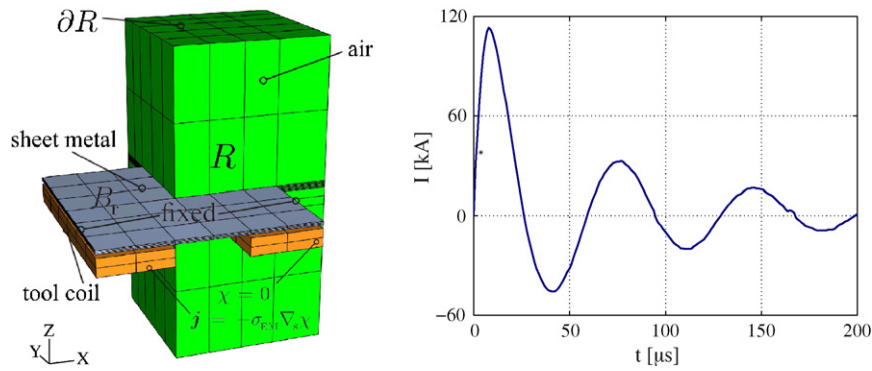 ∂R
air
sheet metal
R
B_r
fixed
tool coil
χ = 0
j = −σ_EM ∇_s χ
Z
Y
X
I [kA]
120
60
0
−60
0
50
100
150
200
t [µs]